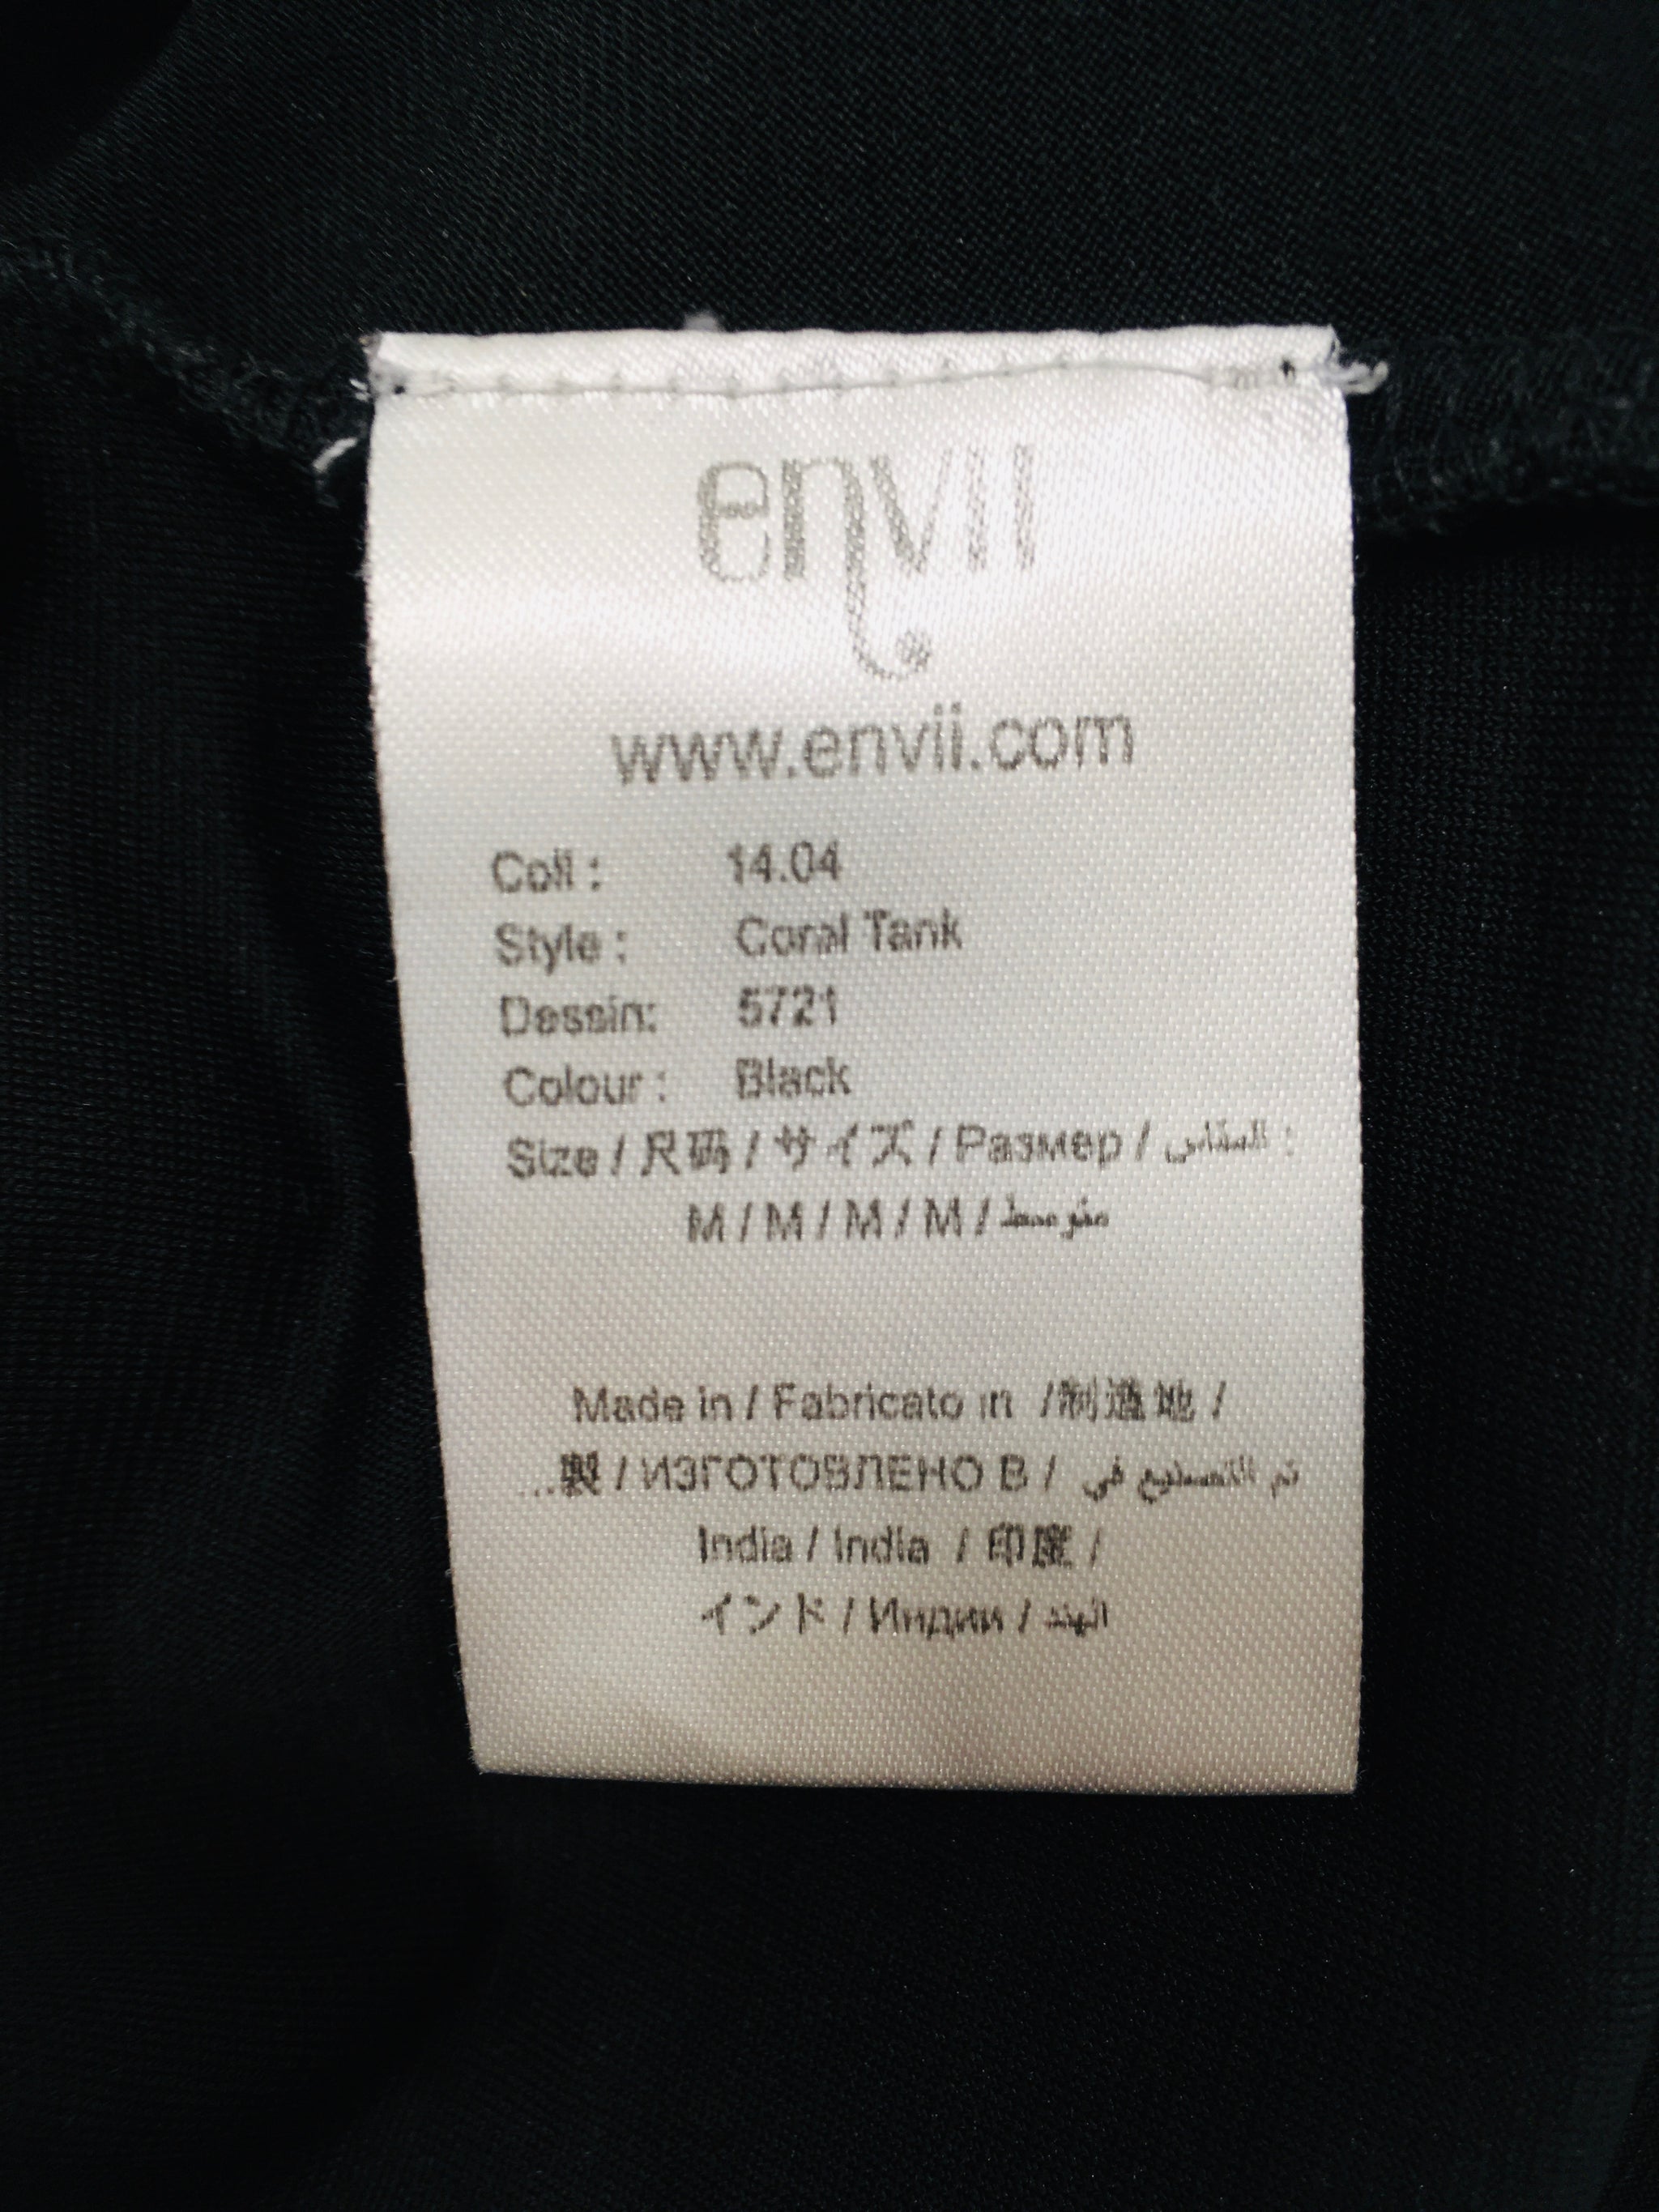 envii
www.envii.com
Coll : 14.04
Style : Coral Tank
Dessin: 5721
Colour : Black
Size / 尺码 / サイズ / Размер / المقاس :
M / M / M / M / متوسط
Made in / Fabricato in /制造地 /
...製 / ИЗГОТОВЛЕНО В / تم التصنيع في
India / India / 印度 /
インド / Индии / الهند